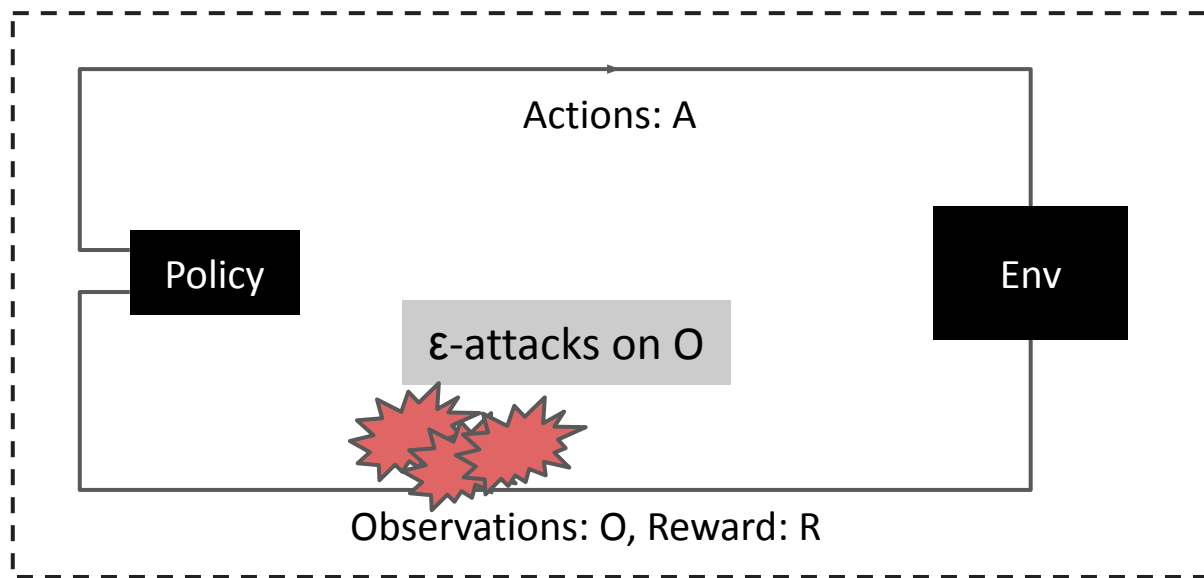 Actions: A
Policy
Env
ε-attacks on O
Observations: O, Reward: R